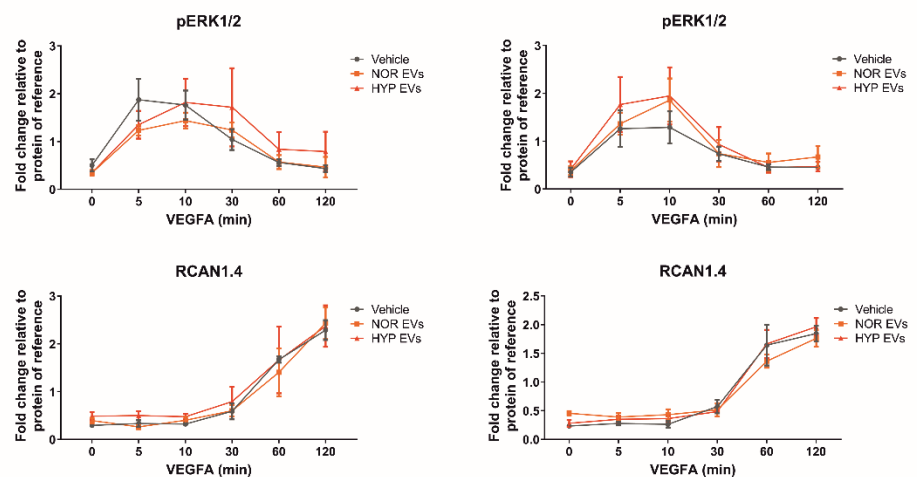 pERK1/2
Fold change relative to
protein of reference
3
2
1
0
0 5 10 30 60 120
VEGFA (min)
Vehicle
NOR EVs
HYP EVs
pERK1/2
Fold change relative to
protein of reference
3
2
1
0
0 5 10 30 60 120
VEGFA (min)
Vehicle
NOR EVs
HYP EVs
RCAN1.4
Fold change relative to
protein of reference
3
2
1
0
0 5 10 30 60 120
VEGFA (min)
Vehicle
NOR EVs
HYP EVs
RCAN1.4
Fold change relative to
protein of reference
2.5
2.0
1.5
1.0
0.5
0.0
0 5 10 30 60 120
VEGFA (min)
Vehicle
NOR EVs
HYP EVs